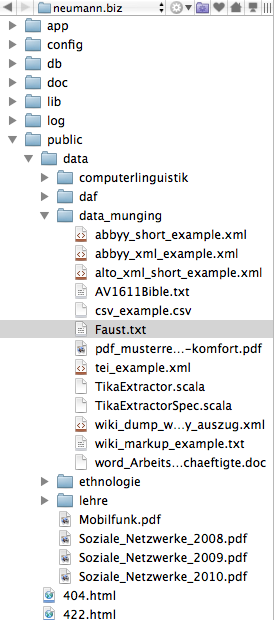 neumann.biz
app
config
db
doc
lib
log
public
data
computerlinguistik
daf
data_munging
abbyy_short_example.xml
abbyy_xml_example.xml
alto_xml_short_example.xml
AV1611Bible.txt
csv_example.csv
Faust.txt
pdf_musterre...-komfort.pdf
tei_example.xml
TikaExtractor.scala
TikaExtractorSpec.scala
wiki_dump_w...y_auszug.xml
wiki_markup_example.txt
word_Arbeits...chaeftigte.doc
ethnologie
lehre
Mobilfunk.pdf
Soziale_Netzwerke_2008.pdf
Soziale_Netzwerke_2009.pdf
Soziale_Netzwerke_2010.pdf
404.html
422.html